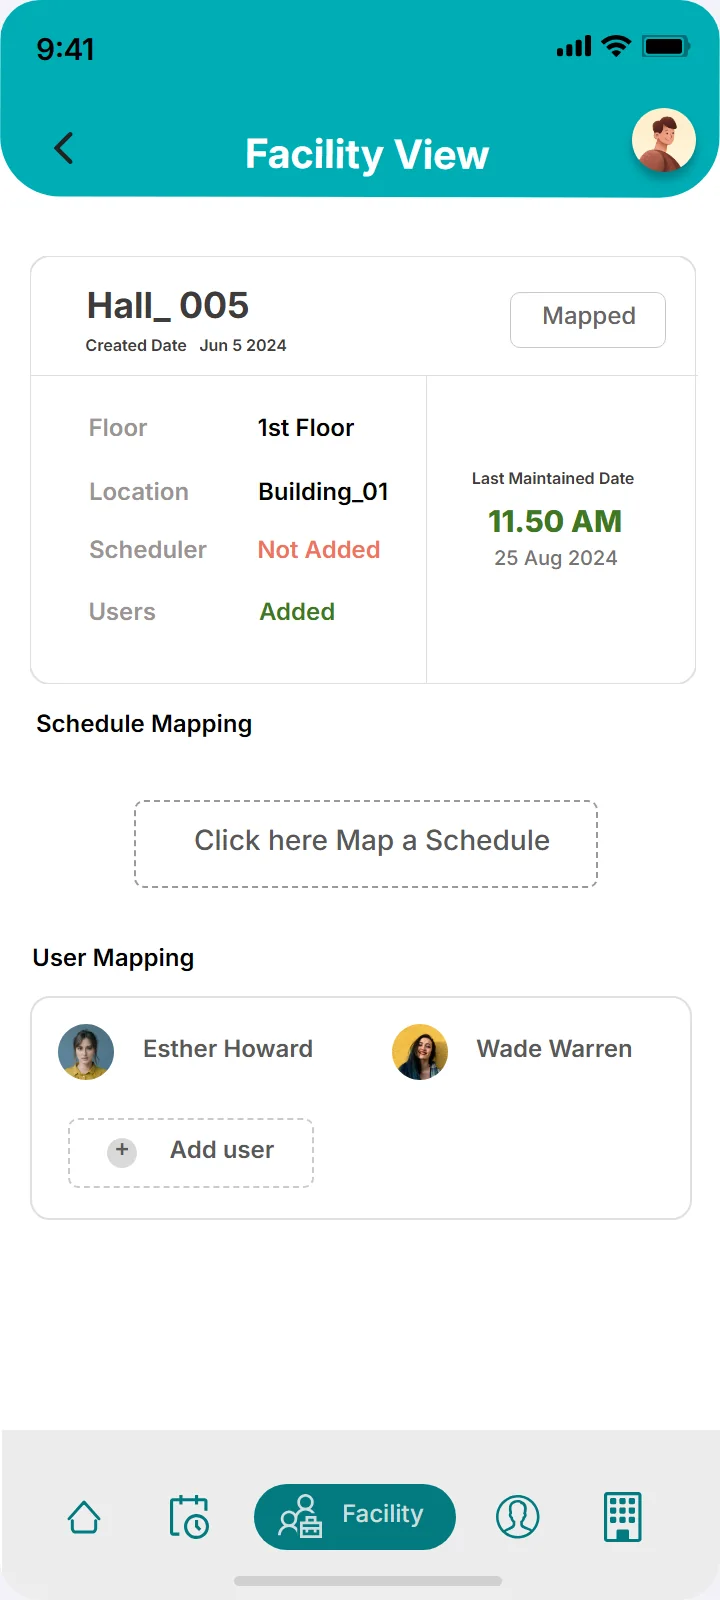 9:41
Facility View
Hall_ 005
Created Date Jun 5 2024
Mapped
Floor 1st Floor
Location Building_01
Scheduler Not Added
Users Added
Last Maintained Date
11.50 AM
25 Aug 2024
Schedule Mapping
Click here Map a Schedule
User Mapping
Esther Howard
Wade Warren
+ Add user
Facility